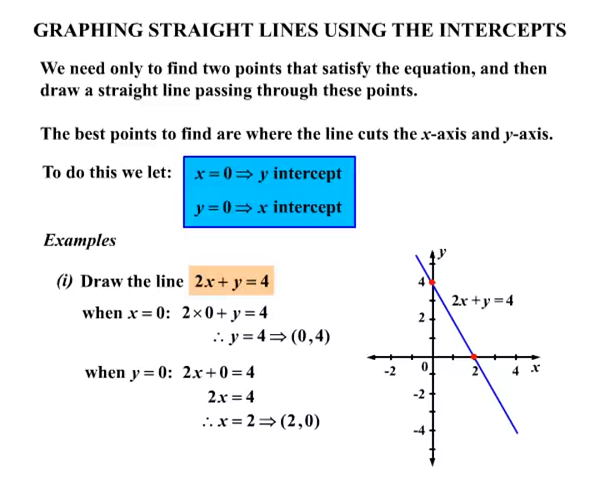 GRAPHING STRAIGHT LINES USING THE INTERCEPTS
We need only to find two points that satisfy the equation, and then
draw a straight line passing through these points.
The best points to find are where the line cuts the x-axis and y-axis.
To do this we let:
x = 0 ⇒ y intercept
y = 0 ⇒ x intercept
Examples
(i) Draw the line 2x + y = 4
when x = 0: 2×0 + y = 4
∴ y = 4 ⇒ (0,4)
when y = 0: 2x + 0 = 4
2x = 4
∴ x = 2 ⇒ (2,0)
y
4
2x + y = 4
2
-2 0 2 4 x
-2
-4